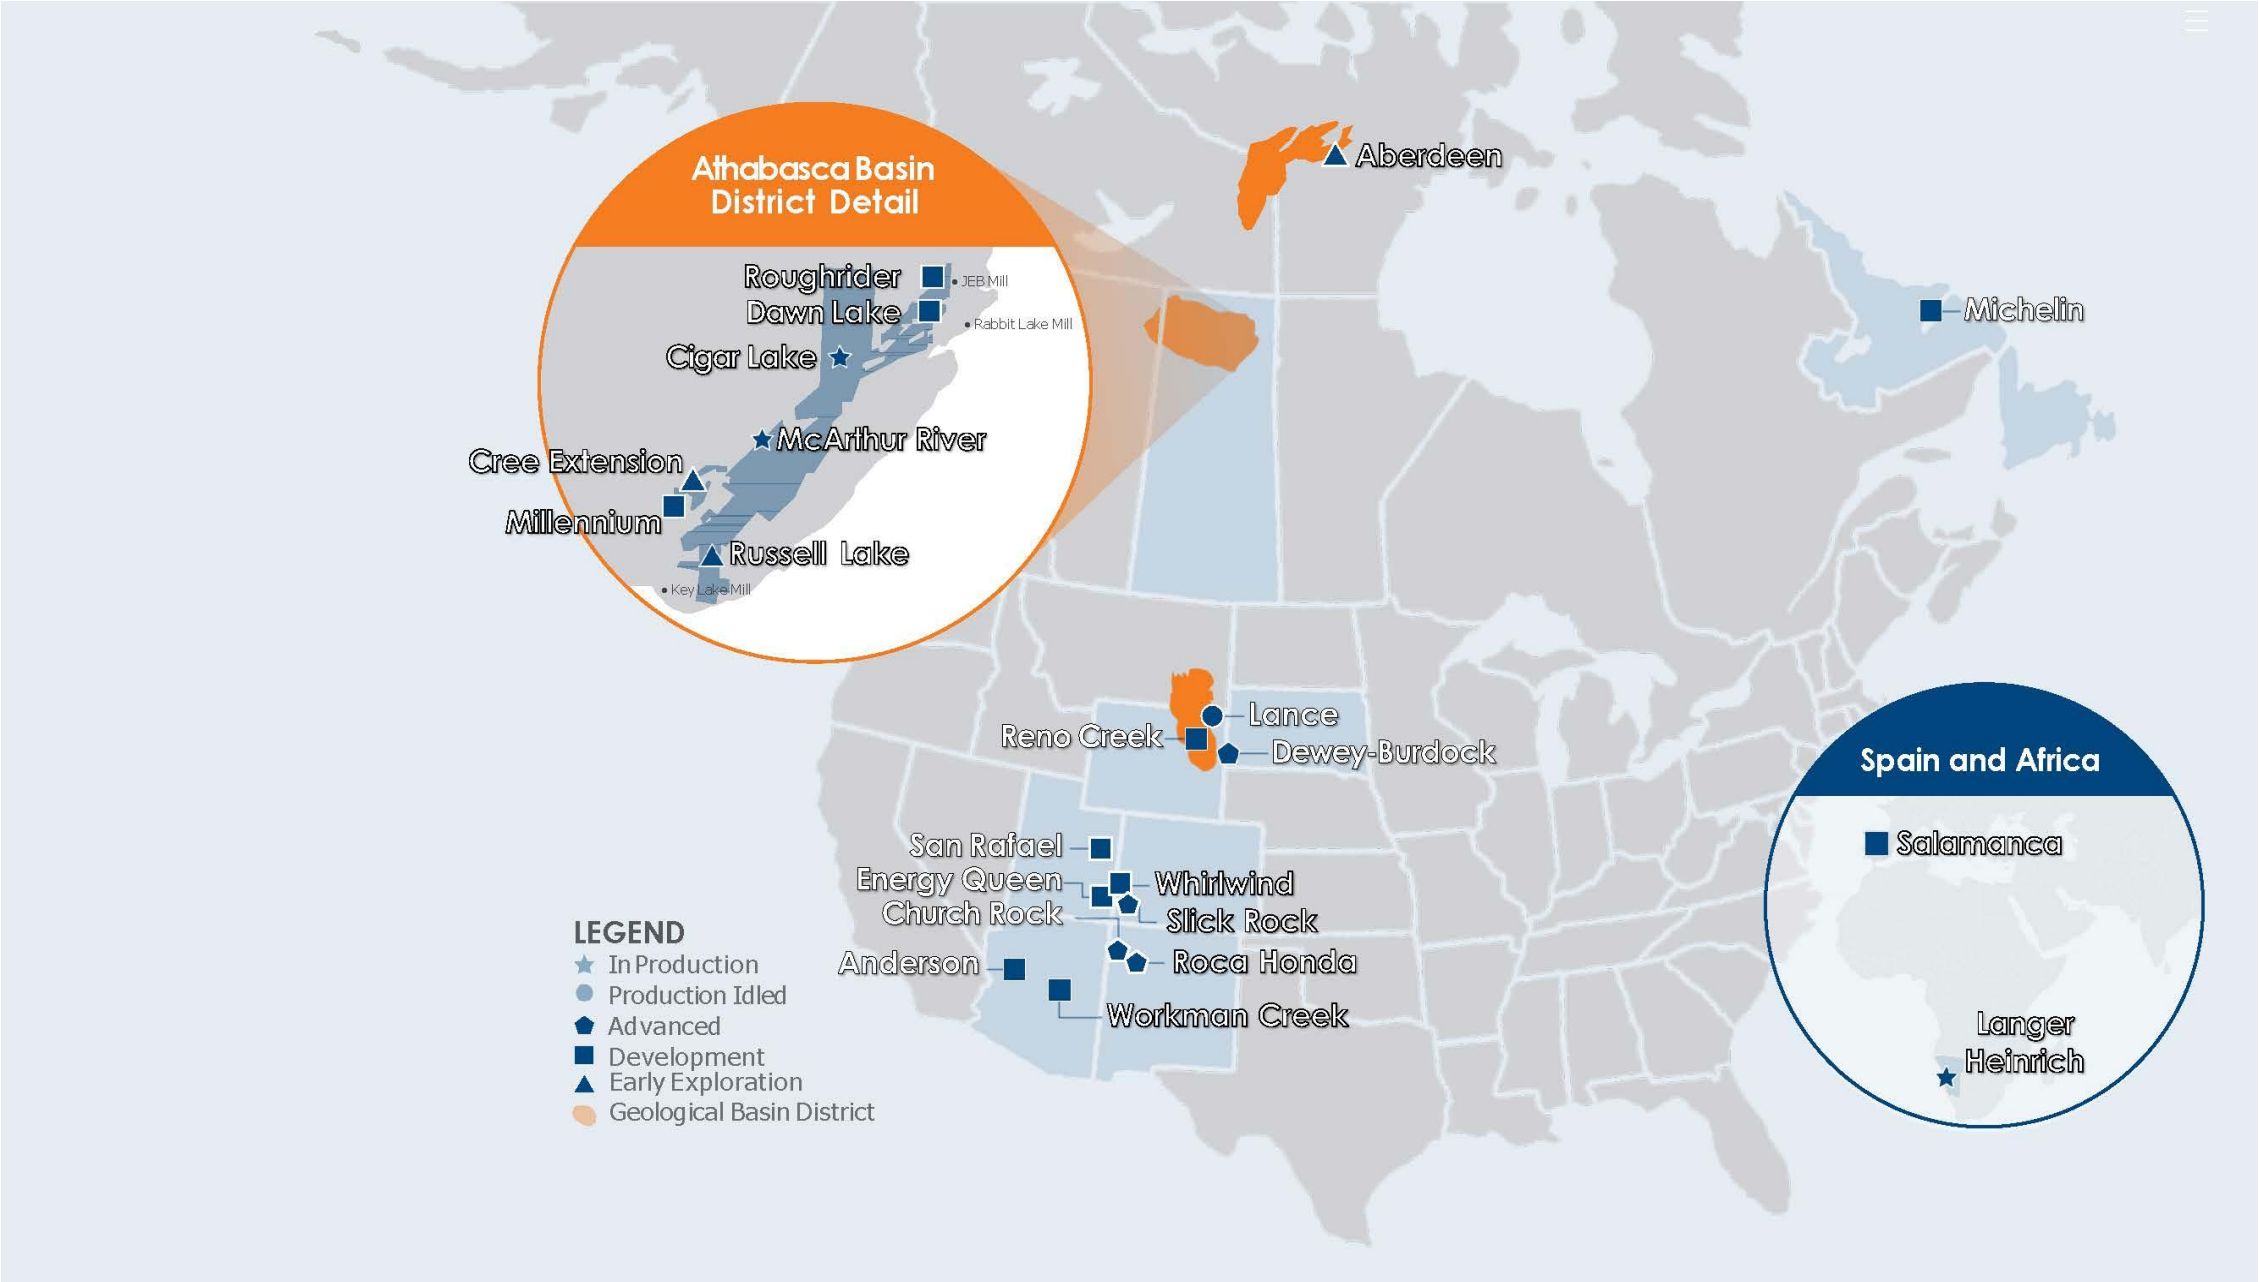 Athabasca Basin
District Detail
Roughrider
JEB Mill
Dawn Lake
Rabbit Lake Mill
Cigar Lake
McArthur River
Cree Extension
Millennium
Russell Lake
Key Lake Mill
Aberdeen
Michelin
Lance
Reno Creek
Dewey-Burdock
San Rafael
Energy Queen
Whirlwind
Church Rock
Slick Rock
Anderson
Roca Honda
Workman Creek
LEGEND
In Production
Production Idled
Advanced
Development
Early Exploration
Geological Basin District
Spain and Africa
Salamanca
Langer
Heinrich